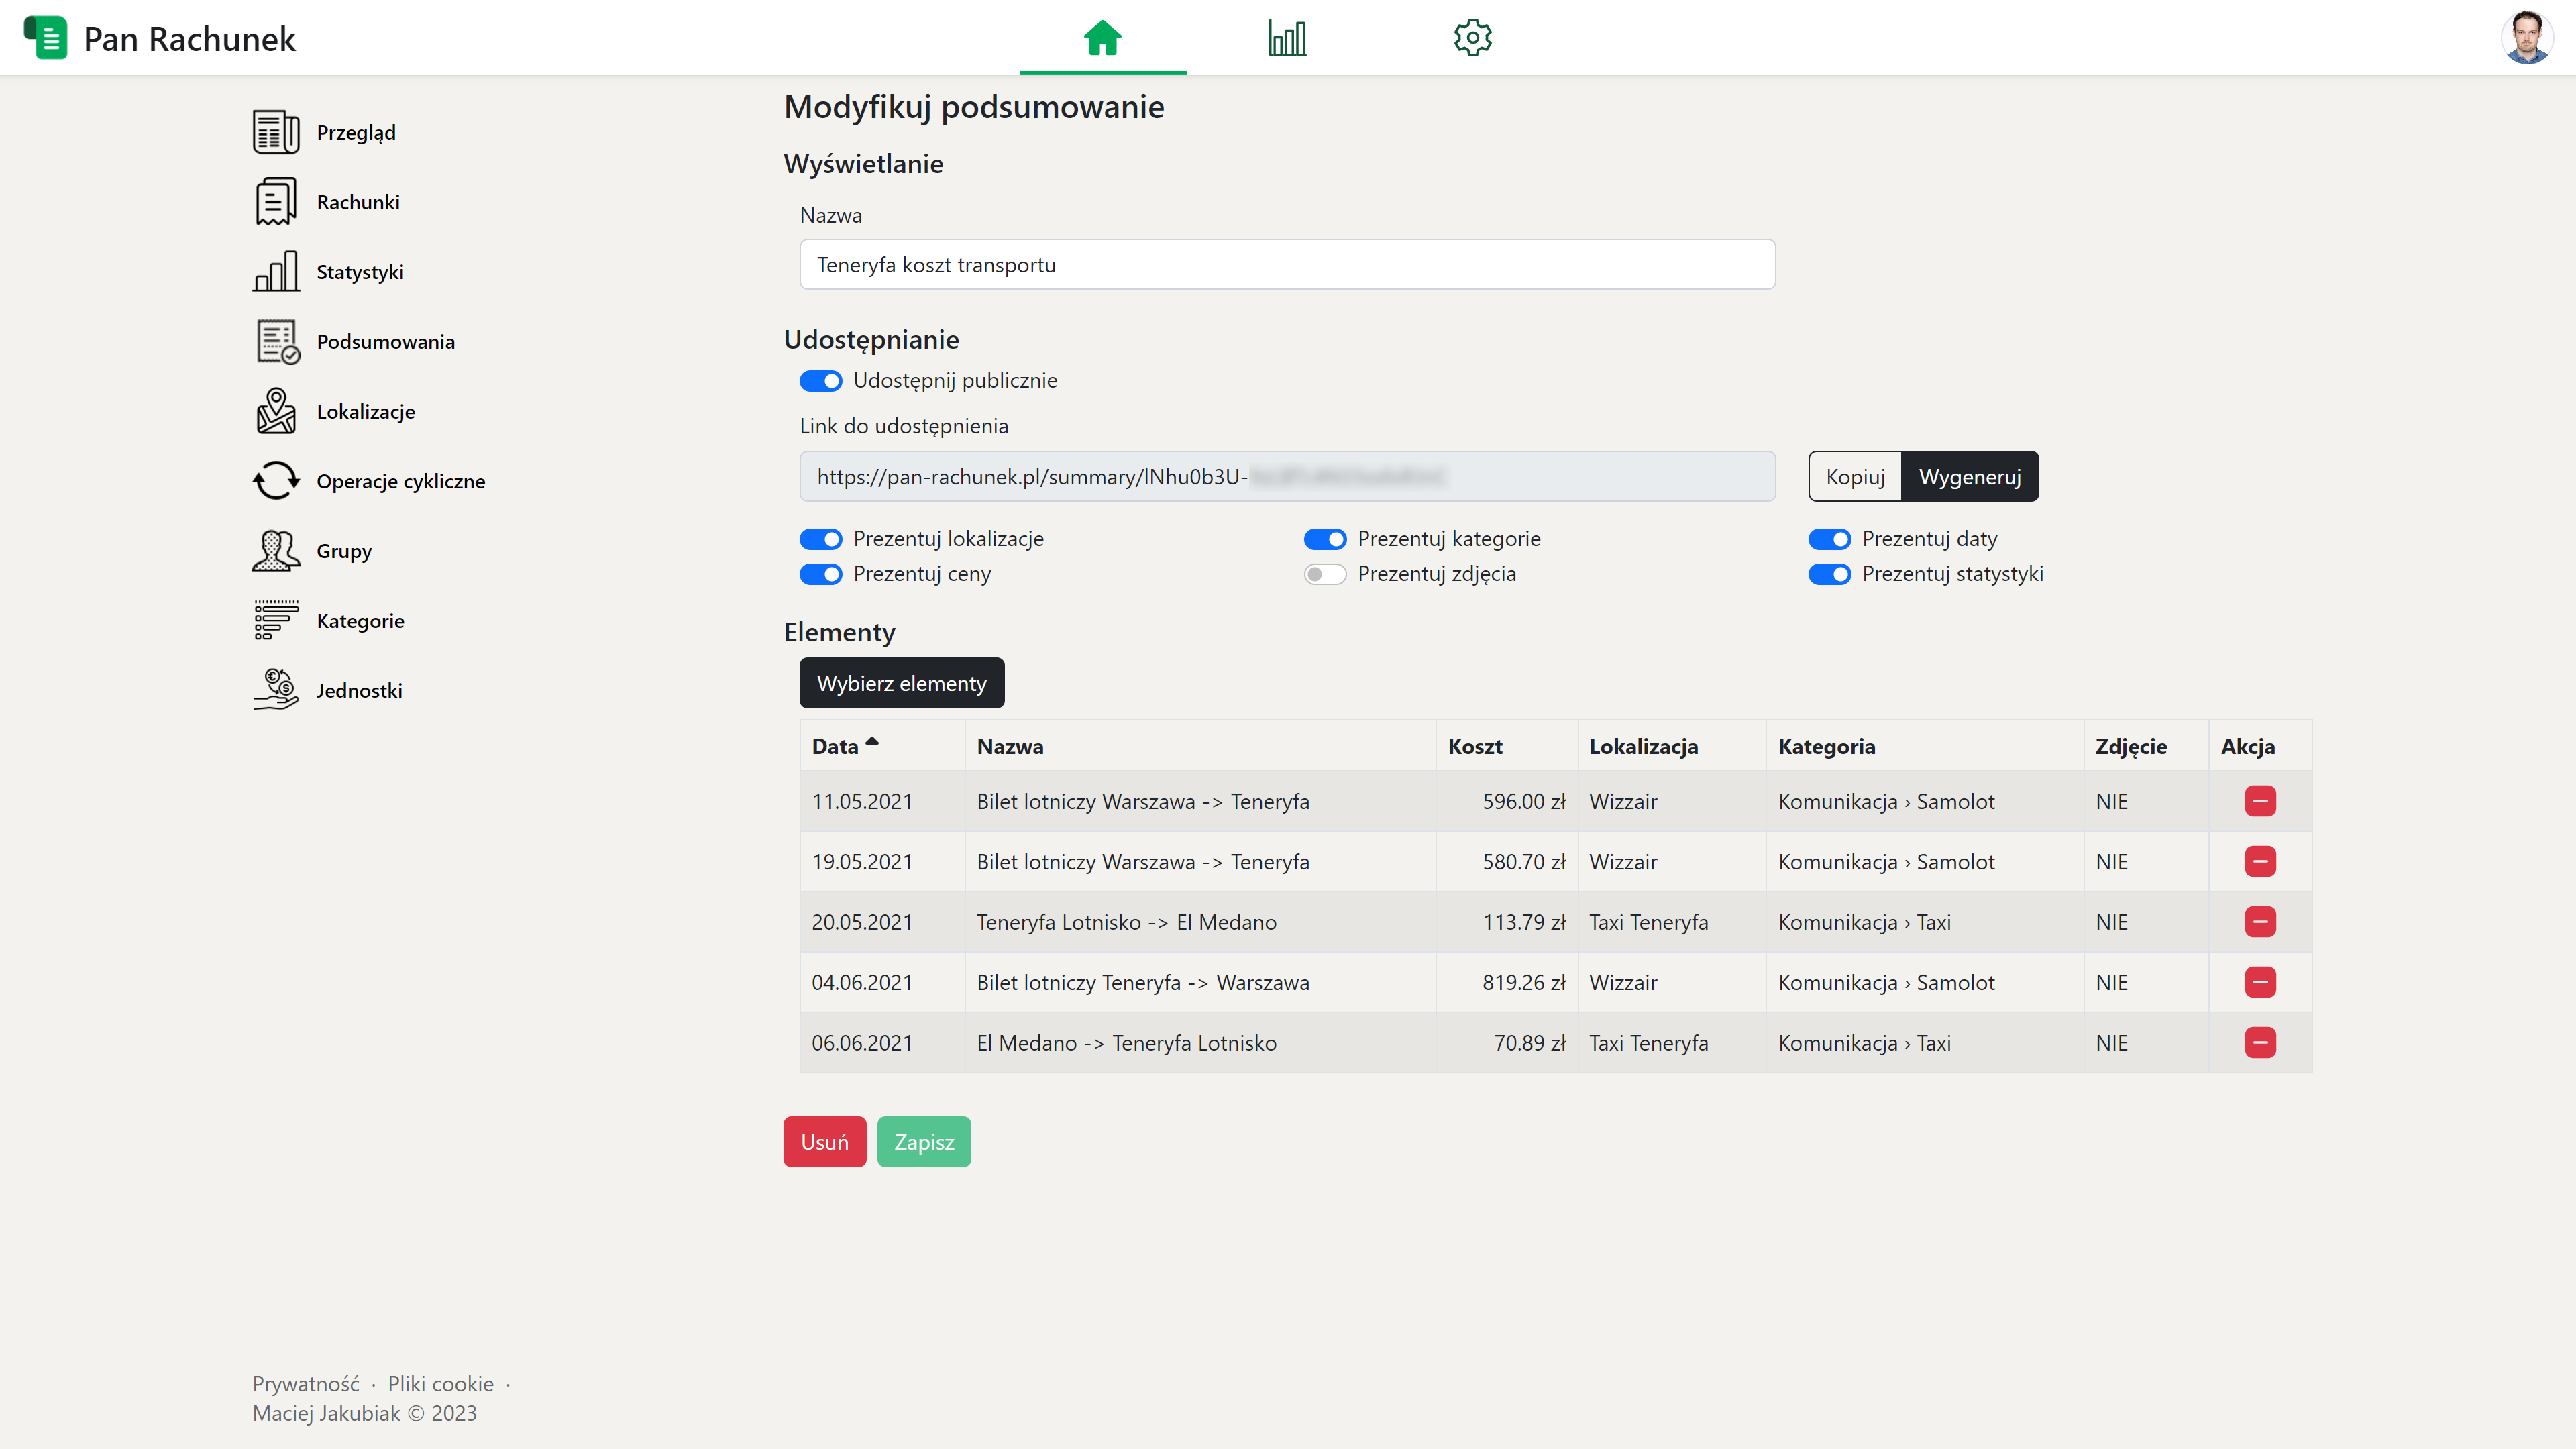 Pan Rachunek
Przegląd
Rachunki
Statystyki
Podsumowania
Lokalizacje
Operacje cykliczne
Grupy
Kategorie
Jednostki
Modyfikuj podsumowanie
Wyświetlanie
Nazwa
Teneryfa koszt transportu
Udostępnianie
Udostępnij publicznie
Link do udostępnienia
https://pan-rachunek.pl/summary/lNhu0b3U- Kopiuj Wygeneruj
Prezentuj lokalizacje Prezentuj kategorie Prezentuj daty
Prezentuj ceny Prezentuj zdjęcia Prezentuj statystyki
Elementy
Wybierz elementy
Data Nazwa Koszt Lokalizacja Kategoria Zdjęcie Akcja
11.05.2021 Bilet lotniczy Warszawa -> Teneryfa 596.00 zł Wizzair Komunikacja › Samolot NIE
19.05.2021 Bilet lotniczy Warszawa -> Teneryfa 580.70 zł Wizzair Komunikacja › Samolot NIE
20.05.2021 Teneryfa Lotnisko -> El Medano 113.79 zł Taxi Teneryfa Komunikacja › Taxi NIE
04.06.2021 Bilet lotniczy Teneryfa -> Warszawa 819.26 zł Wizzair Komunikacja › Samolot NIE
06.06.2021 El Medano -> Teneryfa Lotnisko 70.89 zł Taxi Teneryfa Komunikacja › Taxi NIE
Usuń Zapisz
Prywatność · Pliki cookie ·
Maciej Jakubiak © 2023